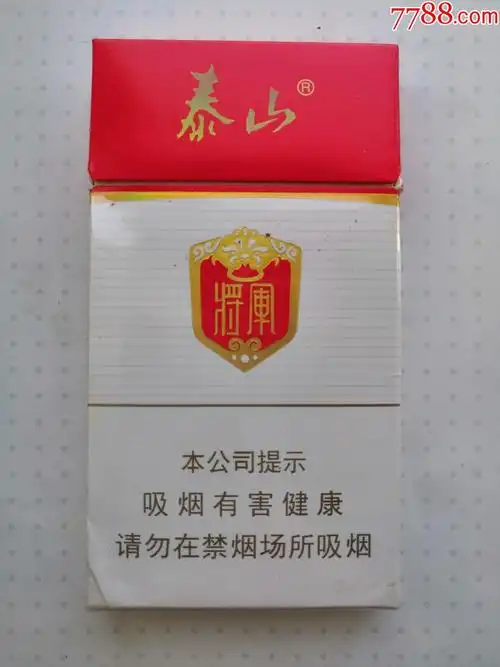 7788.com
泰山®
将軍
本公司提示
吸烟有害健康
请勿在禁烟场所吸烟